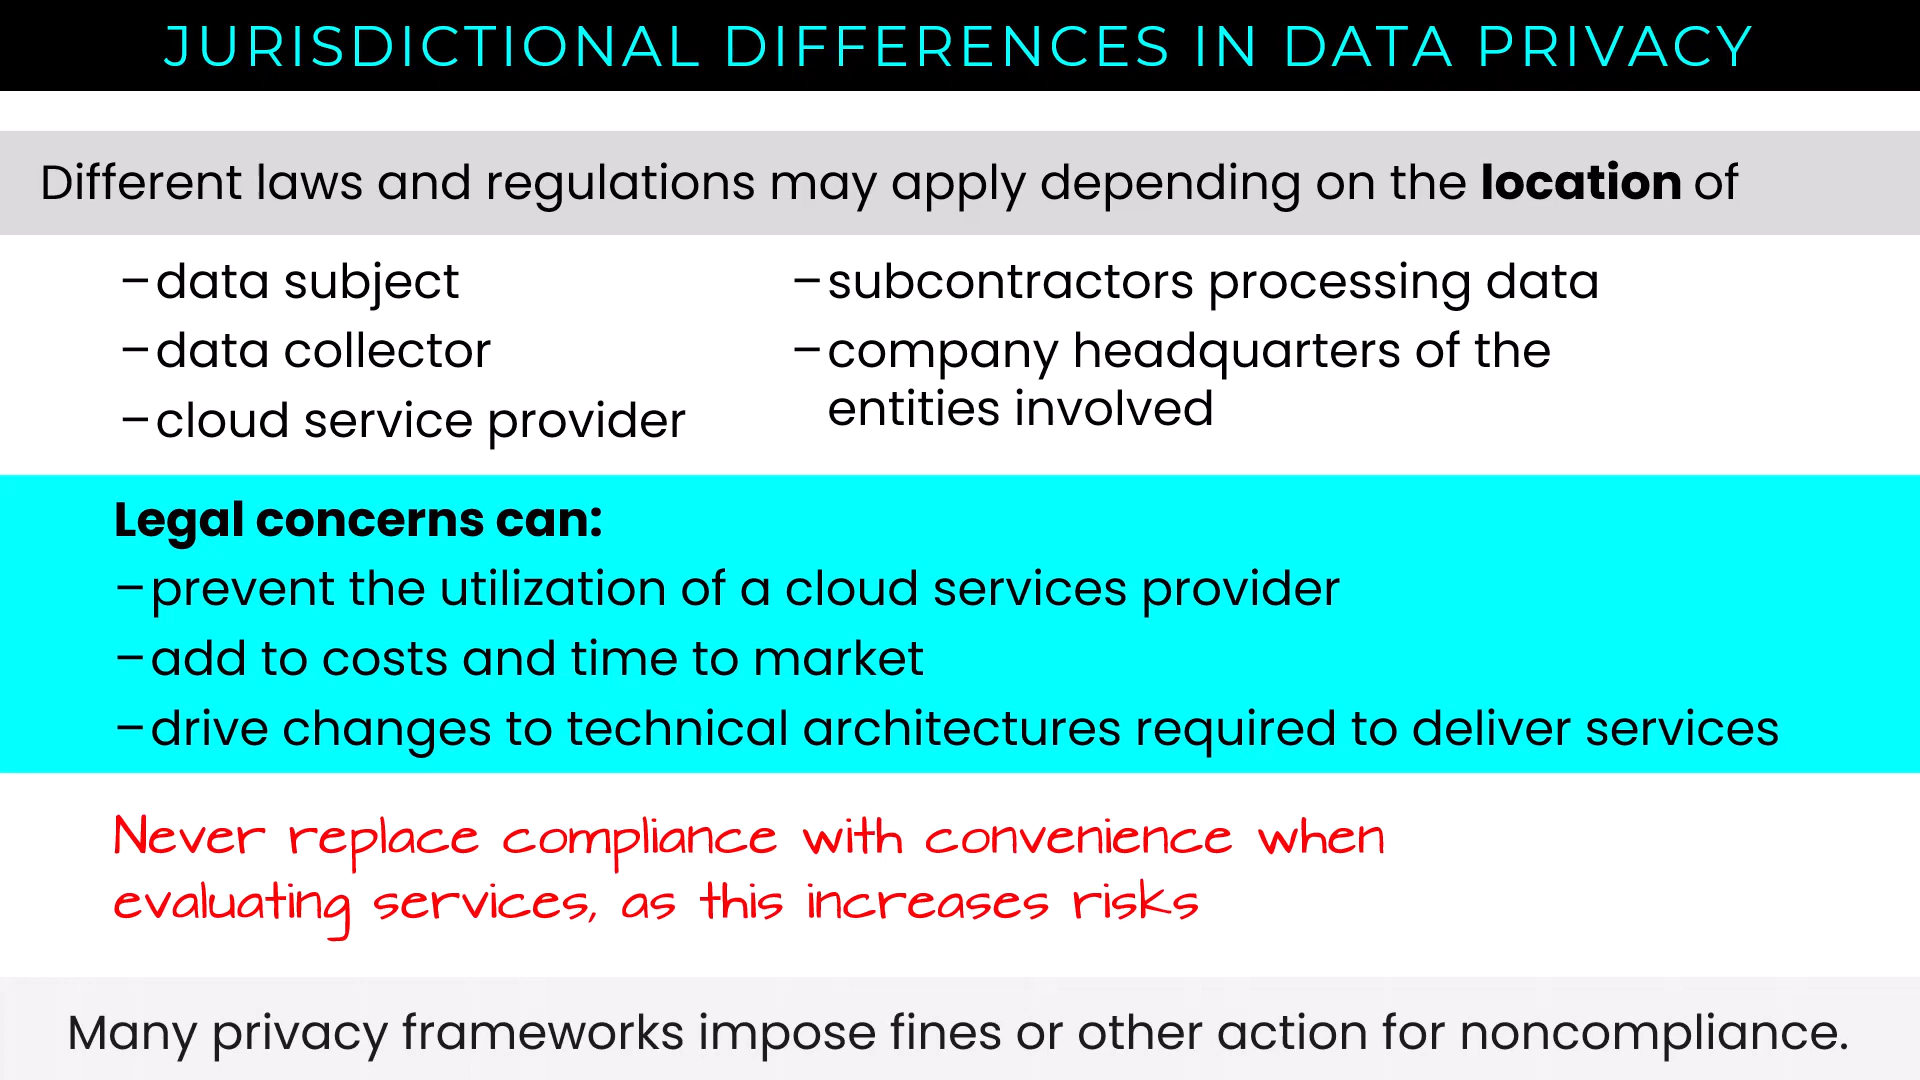 JURISDICTIONAL DIFFERENCES IN DATA PRIVACY
Different laws and regulations may apply depending on the location of
–data subject
–data collector
–cloud service provider
–subcontractors processing data
–company headquarters of the
entities involved
Legal concerns can:
–prevent the utilization of a cloud services provider
–add to costs and time to market
–drive changes to technical architectures required to deliver services
Never replace compliance with convenience when
evaluating services, as this increases risks
Many privacy frameworks impose fines or other action for noncompliance.